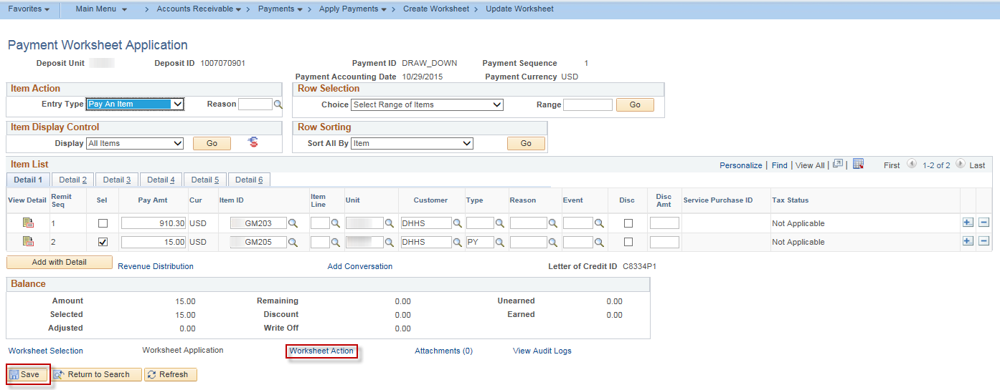 Favorites Main Menu > Accounts Receivable > Payments > Apply Payments > Create Worksheet > Update Worksheet
Payment Worksheet Application
Deposit Unit Deposit ID 1007070901 Payment ID DRAW_DOWN Payment Sequence 1
Payment Accounting Date 10/29/2015 Payment Currency USD
Item Action Row Selection
Entry Type Pay An Item Reason Choice Select Range of Items Range Go
Item Display Control Row Sorting
Display All Items Go Sort All By Item Go
Item List Personalize | Find | View All | | First 1-2 of 2 Last
Detail 1 Detail 2 Detail 3 Detail 4 Detail 5 Detail 6
View Detail Remit Seq Sel Pay Amt Cur Item ID Item Line Unit Customer Type Reason Event Disc Disc Amt Service Purchase ID Tax Status
1 910.30 USD GM203 DHHS Not Applicable
2 15.00 USD GM205 DHHS PY Not Applicable
Add with Detail Revenue Distribution Add Conversation Letter of Credit ID C8334P1
Balance
Amount 15.00 Remaining 0.00 Unearned 0.00
Selected 15.00 Discount 0.00 Earned 0.00
Adjusted 0.00 Write Off 0.00
Worksheet Selection Worksheet Application Worksheet Action Attachments (0) View Audit Logs
Save Return to Search Refresh